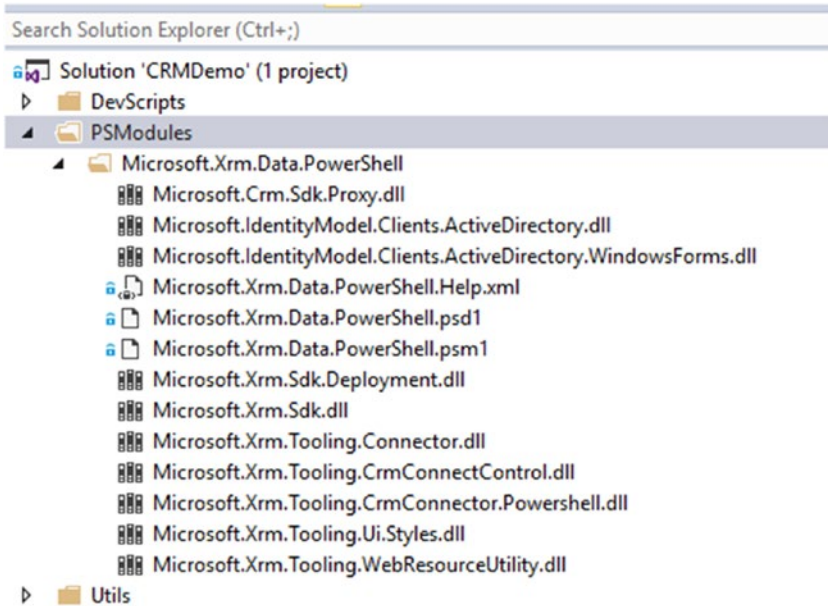 Search Solution Explorer (Ctrl+;)
Solution 'CRMDemo' (1 project)
DevScripts
PSModules
Microsoft.Xrm.Data.PowerShell
Microsoft.Crm.Sdk.Proxy.dll
Microsoft.IdentityModel.Clients.ActiveDirectory.dll
Microsoft.IdentityModel.Clients.ActiveDirectory.WindowsForms.dll
Microsoft.Xrm.Data.PowerShell.Help.xml
Microsoft.Xrm.Data.PowerShell.psd1
Microsoft.Xrm.Data.PowerShell.psm1
Microsoft.Xrm.Sdk.Deployment.dll
Microsoft.Xrm.Sdk.dll
Microsoft.Xrm.Tooling.Connector.dll
Microsoft.Xrm.Tooling.CrmConnectControl.dll
Microsoft.Xrm.Tooling.CrmConnector.Powershell.dll
Microsoft.Xrm.Tooling.Ui.Styles.dll
Microsoft.Xrm.Tooling.WebResourceUtility.dll
Utils